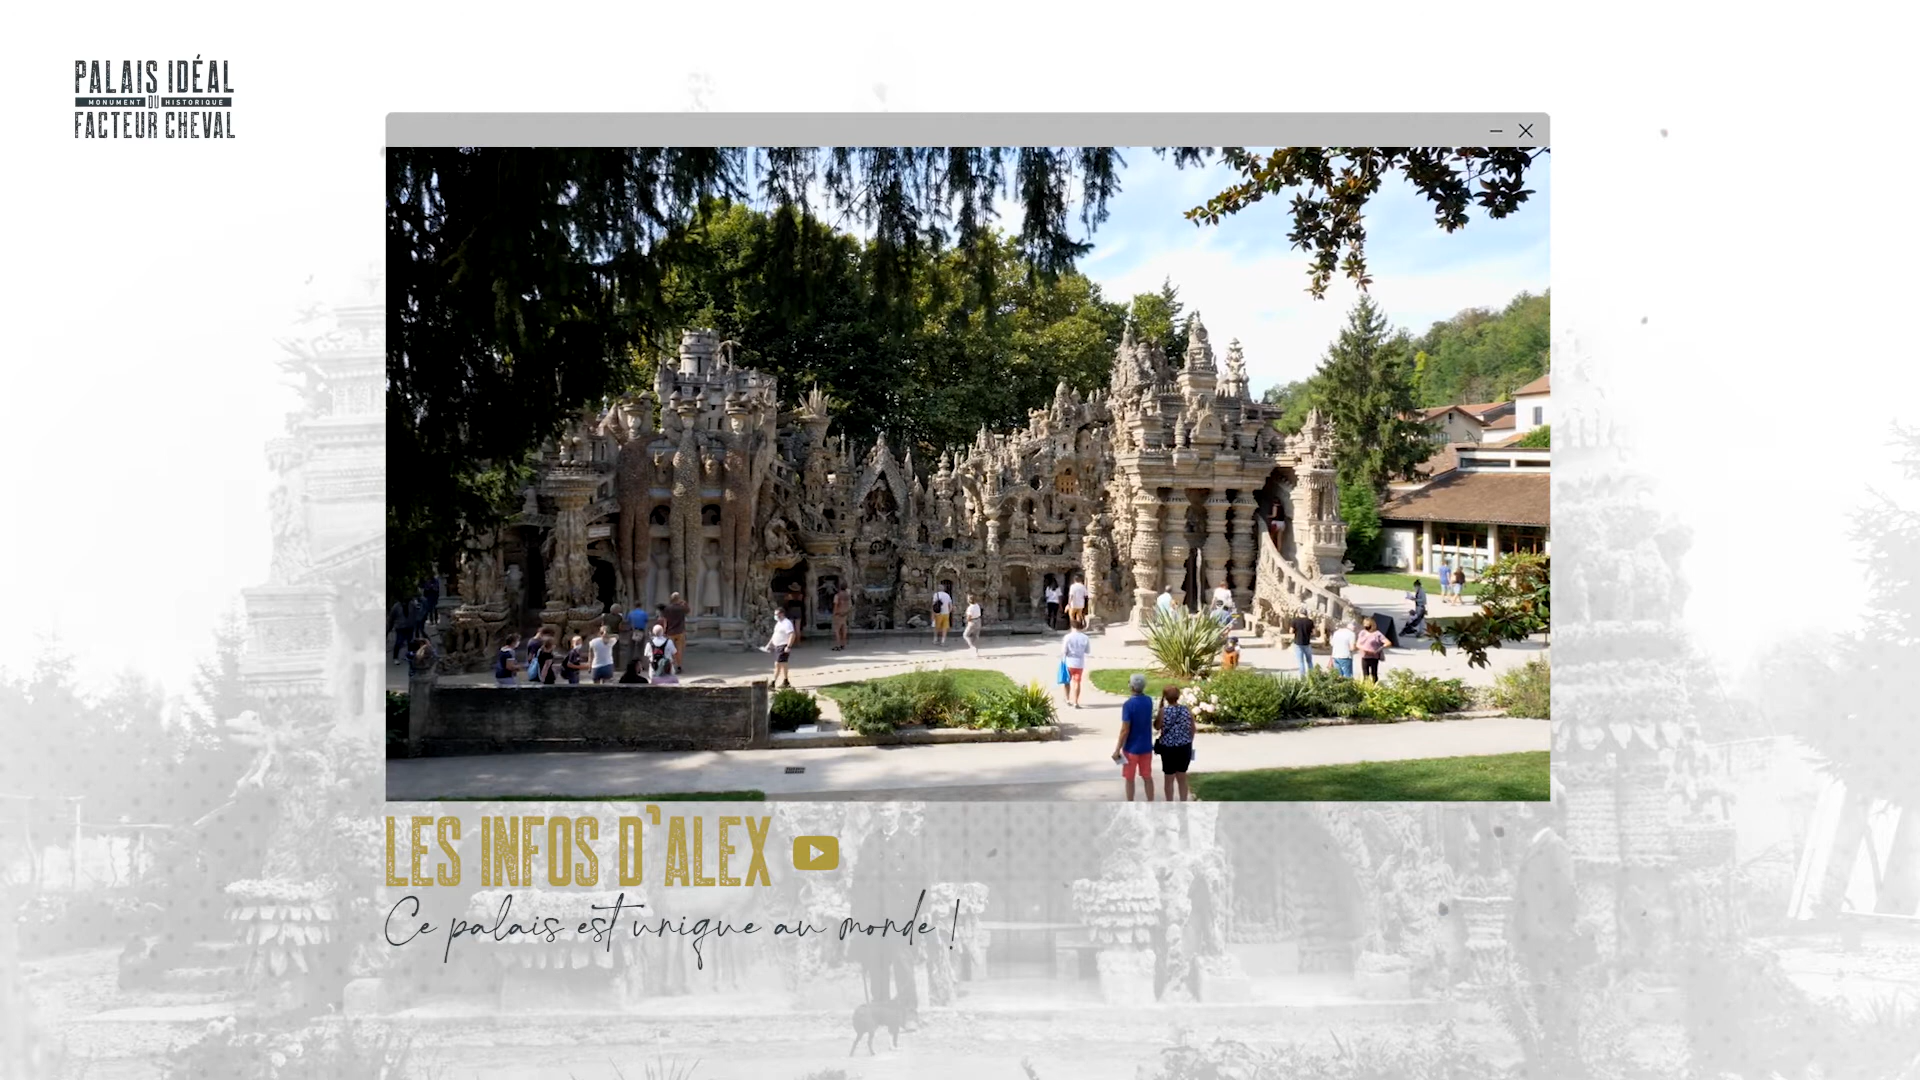 PALAIS IDÉAL
MONUMENT DU HISTORIQUE
FACTEUR CHEVAL
LES INFOS D'ALEX
Ce palais est unique au monde !